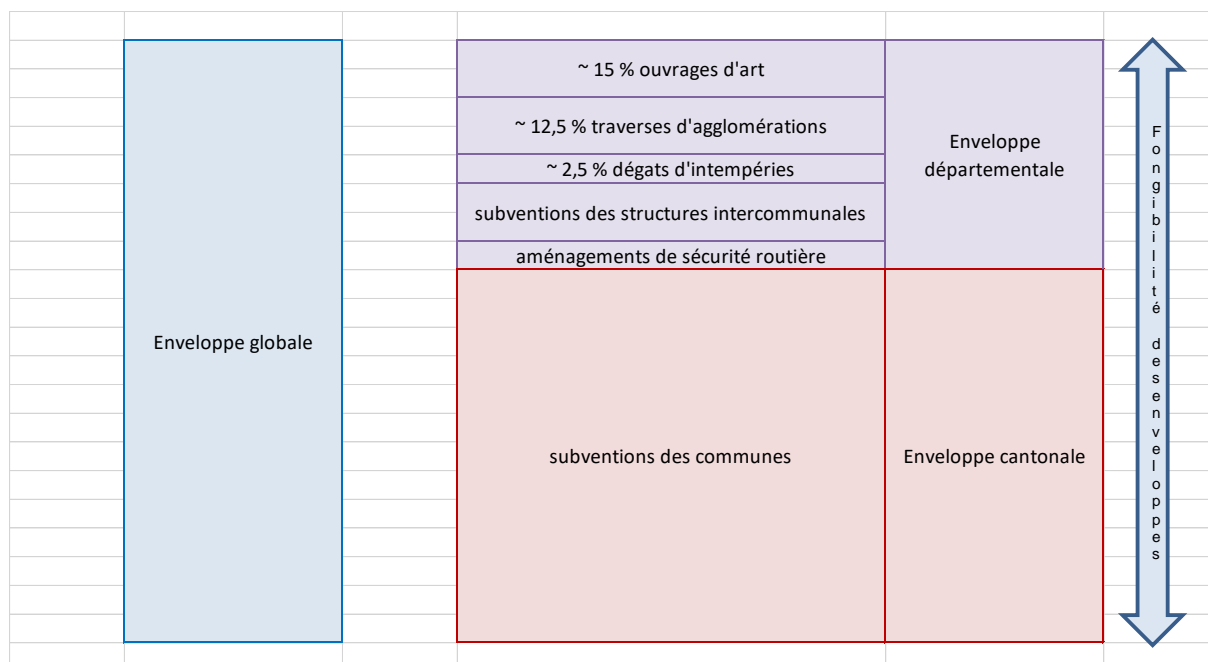 ~ 15 % ouvrages d'art
~ 12,5 % traverses d'agglomérations
~ 2,5 % dégats d'intempéries
subventions des structures intercommunales
aménagements de sécurité routière
Enveloppe
départementale
Enveloppe globale
subventions des communes
Enveloppe cantonale
Fongibilité des enveloppes